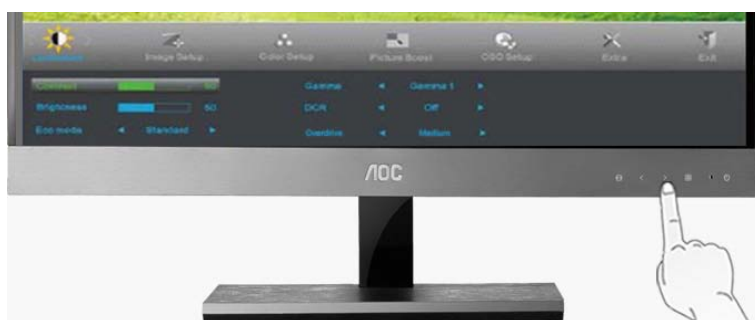 Luminance Image Setup Color Setup Picture Boost OSD Setup Extra Exit
Contrast 50 Gamma Gamma 1
Brightness 50 DCR Off
Eco mode Standard Overdrive Medium
AOC